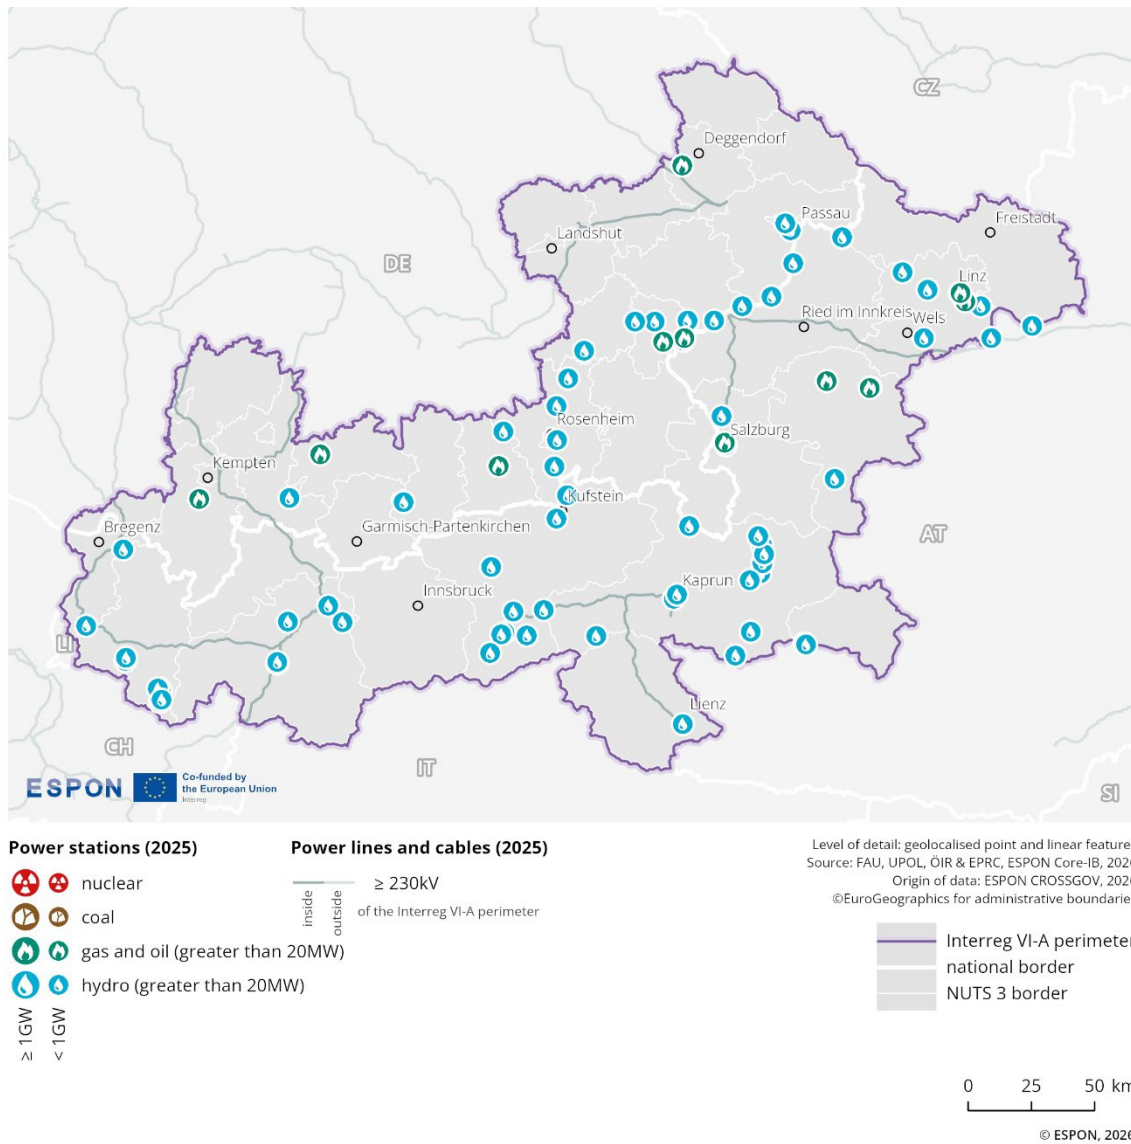 CZ
Deggendorf
Passau
Freistadt
Landshut
DE
Linz
Ried im Innkreis
Wels
Rosenheim
Salzburg
Kempten
Kufstein
Bregenz
Garmisch-Partenkirchen
AT
Innsbruck
Kaprun
LI
Lienz
CH
IT
SI
ESPON
Co-funded by
the European Union
Interreg
Power stations (2025)
nuclear
coal
gas and oil (greater than 20MW)
hydro (greater than 20MW)
≥ 1GW
< 1GW
Power lines and cables (2025)
≥ 230kV
inside
outside
of the Interreg VI-A perimeter
Level of detail: geolocalised point and linear feature
Source: FAU, UPOL, ÖIR & EPRC, ESPON Core-IB, 2026
Origin of data: ESPON CROSSGOV, 2026
©EuroGeographics for administrative boundarie
Interreg VI-A perimeter
national border
NUTS 3 border
0 25 50 km
© ESPON, 2026